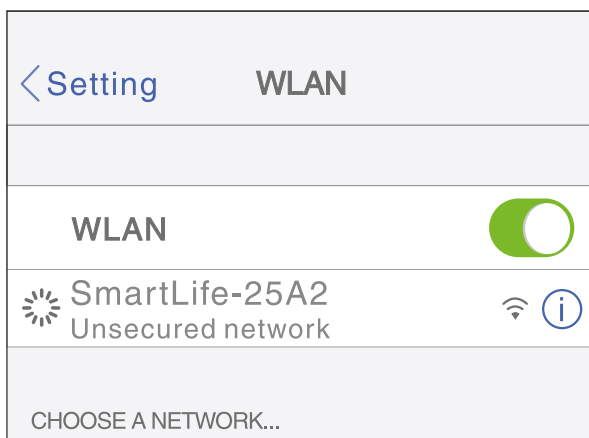 Setting WLAN
WLAN
SmartLife-25A2
Unsecured network
CHOOSE A NETWORK...